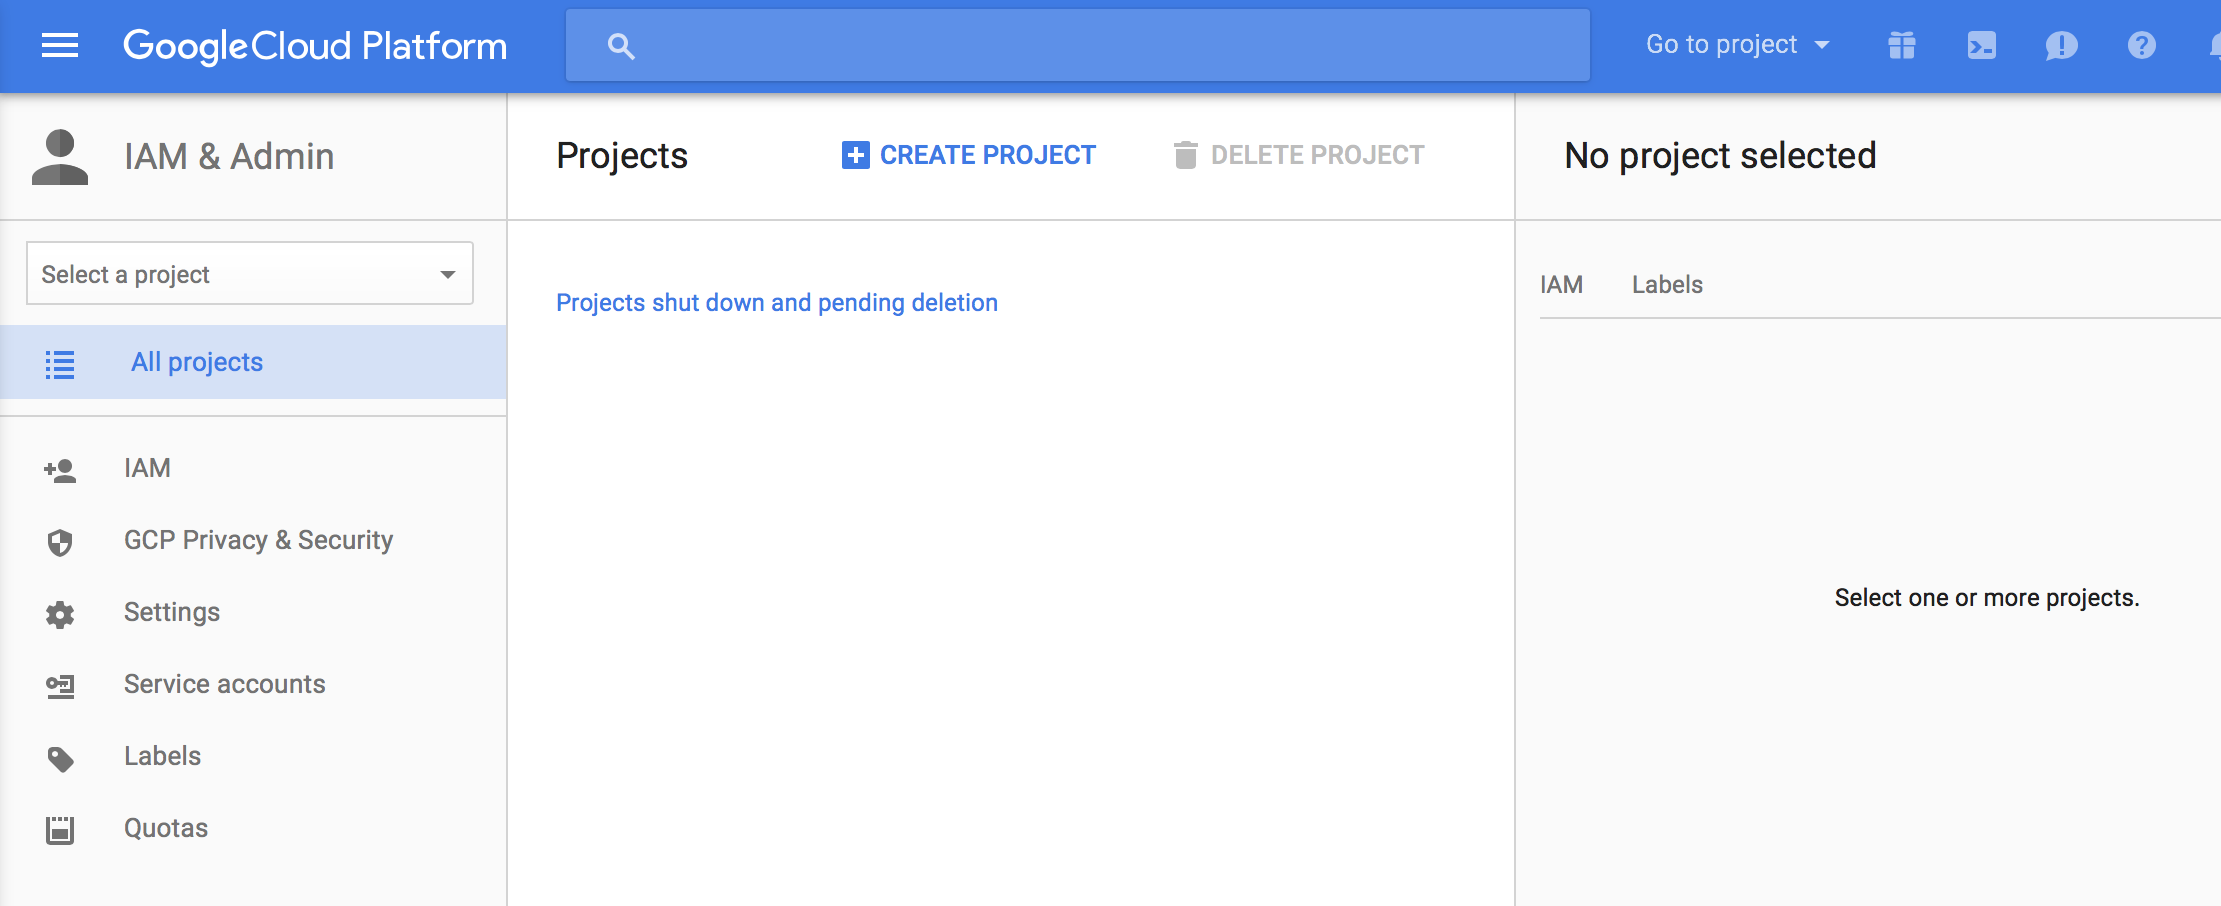 Google Cloud Platform
Go to project
IAM & Admin
Select a project
All projects
IAM
GCP Privacy & Security
Settings
Service accounts
Labels
Quotas
Projects
CREATE PROJECT
DELETE PROJECT
Projects shut down and pending deletion
No project selected
IAM Labels
Select one or more projects.